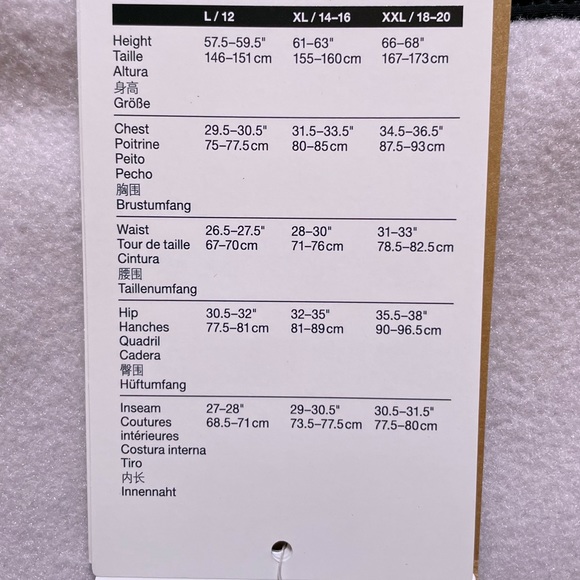 L / 12 XL / 14–16 XXL / 18–20
Height 57.5–59.5" 61–63" 66–68"
Taille 146–151 cm 155–160 cm 167–173 cm
Altura
身高
Größe
Chest 29.5–30.5" 31.5–33.5" 34.5–36.5"
Poitrine 75–77.5 cm 80–85 cm 87.5–93 cm
Peito
Pecho
胸围
Brustumfang
Waist 26.5–27.5" 28–30" 31–33"
Tour de taille 67–70 cm 71–76 cm 78.5–82.5 cm
Cintura
腰围
Taillenumfang
Hip 30.5–32" 32–35" 35.5–38"
Hanches 77.5–81 cm 81–89 cm 90–96.5 cm
Quadril
Cadera
臀围
Hüftumfang
Inseam 27–28" 29–30.5" 30.5–31.5"
Coutures 68.5–71 cm 73.5–77.5 cm 77.5–80 cm
intérieures
Costura interna
Tiro
内长
Innennaht